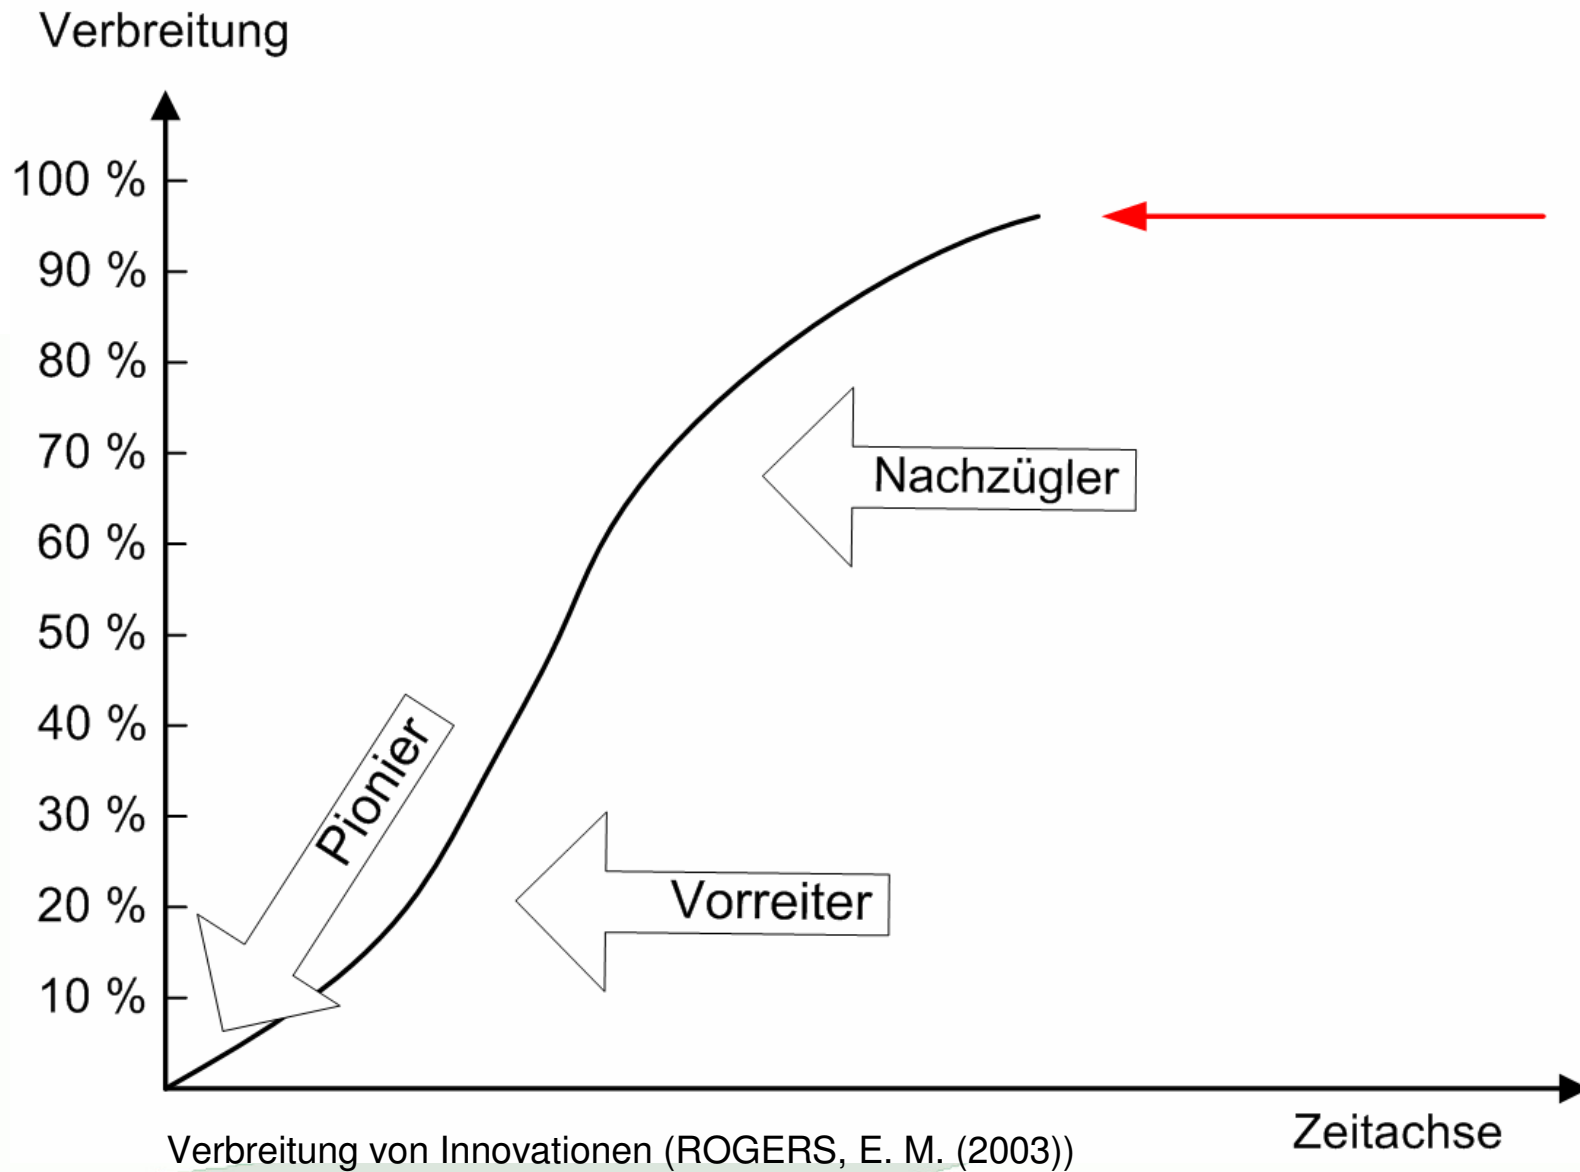 Verbreitung
100 %
90 %
80 %
70 %
Nachzügler
60 %
50 %
40 %
Pionier
30 %
20 %
Vorreiter
10 %
Zeitachse
Verbreitung von Innovationen (ROGERS, E. M. (2003))